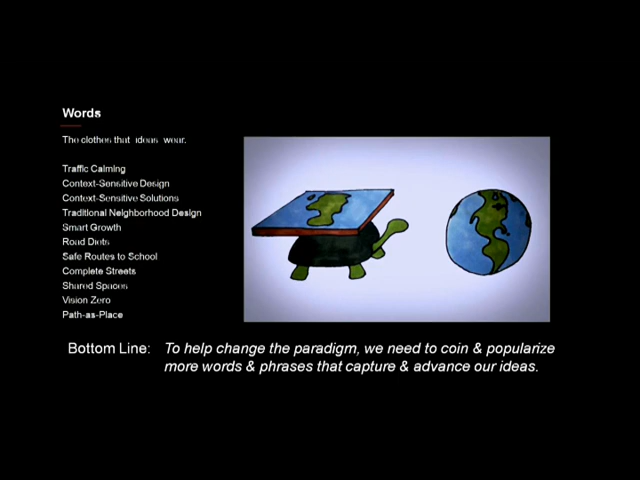 Words
The clothes that ideas wear.
Traffic Calming
Context-Sensitive Design
Context-Sensitive Solutions
Traditional Neighborhood Design
Smart Growth
Road Diets
Safe Routes to School
Complete Streets
Shared Spaces
Vision Zero
Path-as-Place
Bottom Line: To help change the paradigm, we need to coin & popularize
more words & phrases that capture & advance our ideas.